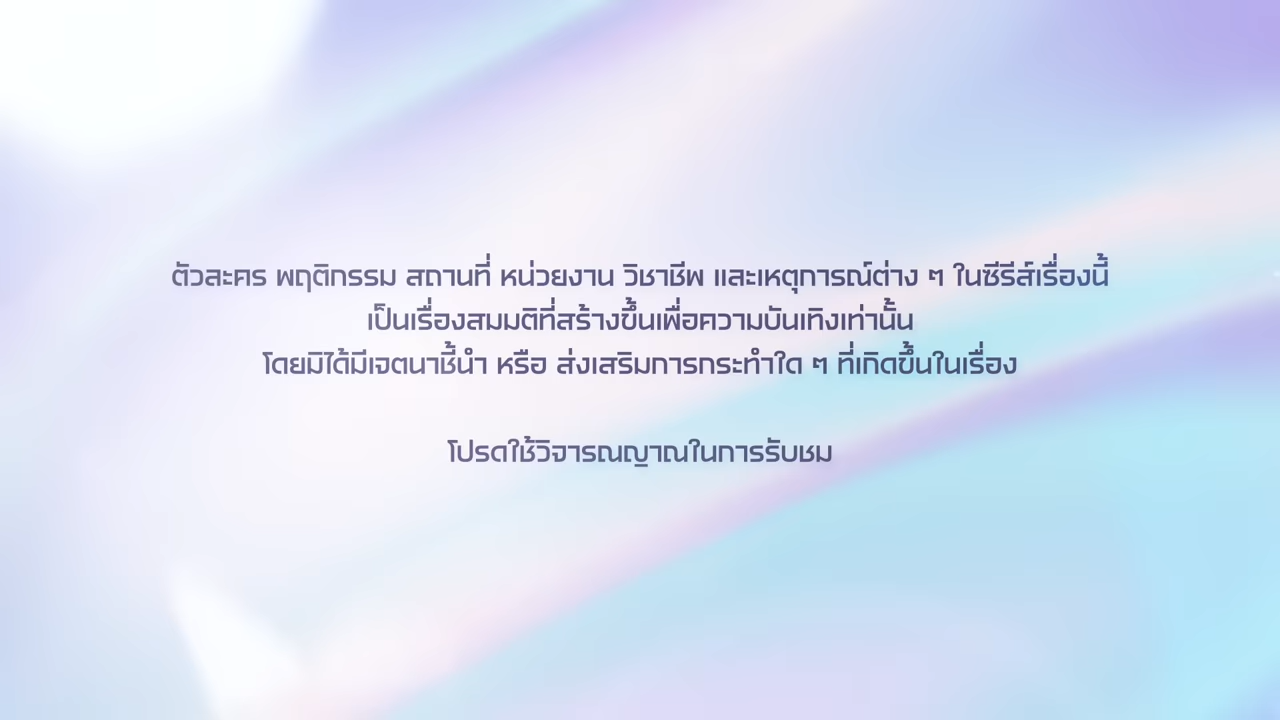 ตัวละคร พฤติกรรม สถานที่ หน่วยงาน วิชาชีพ และเหตุการณ์ต่าง ๆ ในซีรีส์เรื่องนี้
เป็นเรื่องสมมติที่สร้างขึ้นเพื่อความบันเทิงเท่านั้น
โดยมิได้มีเจตนาชี้นำ หรือ ส่งเสริมการกระทำใด ๆ ที่เกิดขึ้นในเรื่อง
โปรดใช้วิจารณญาณในการรับชม